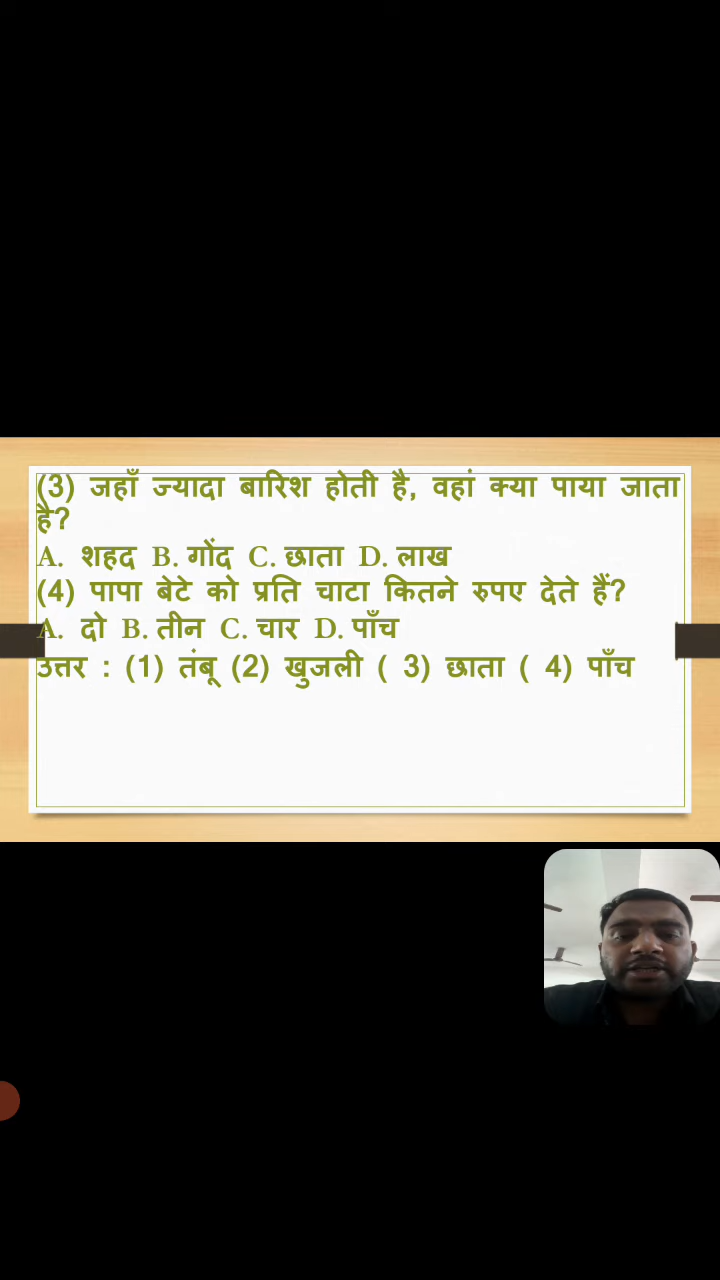 (3) जहाँ ज्यादा बारिश होती है, वहां क्या पाया जाता
है?
A. शहद B. गोंद C. छाता D. लाख
(4) पापा बेटे को प्रति चाटा कितने रुपए देते हैं?
A. दो B. तीन C. चार D. पाँच
उत्तर : (1) तंबू (2) खुजली ( 3) छाता ( 4) पाँच